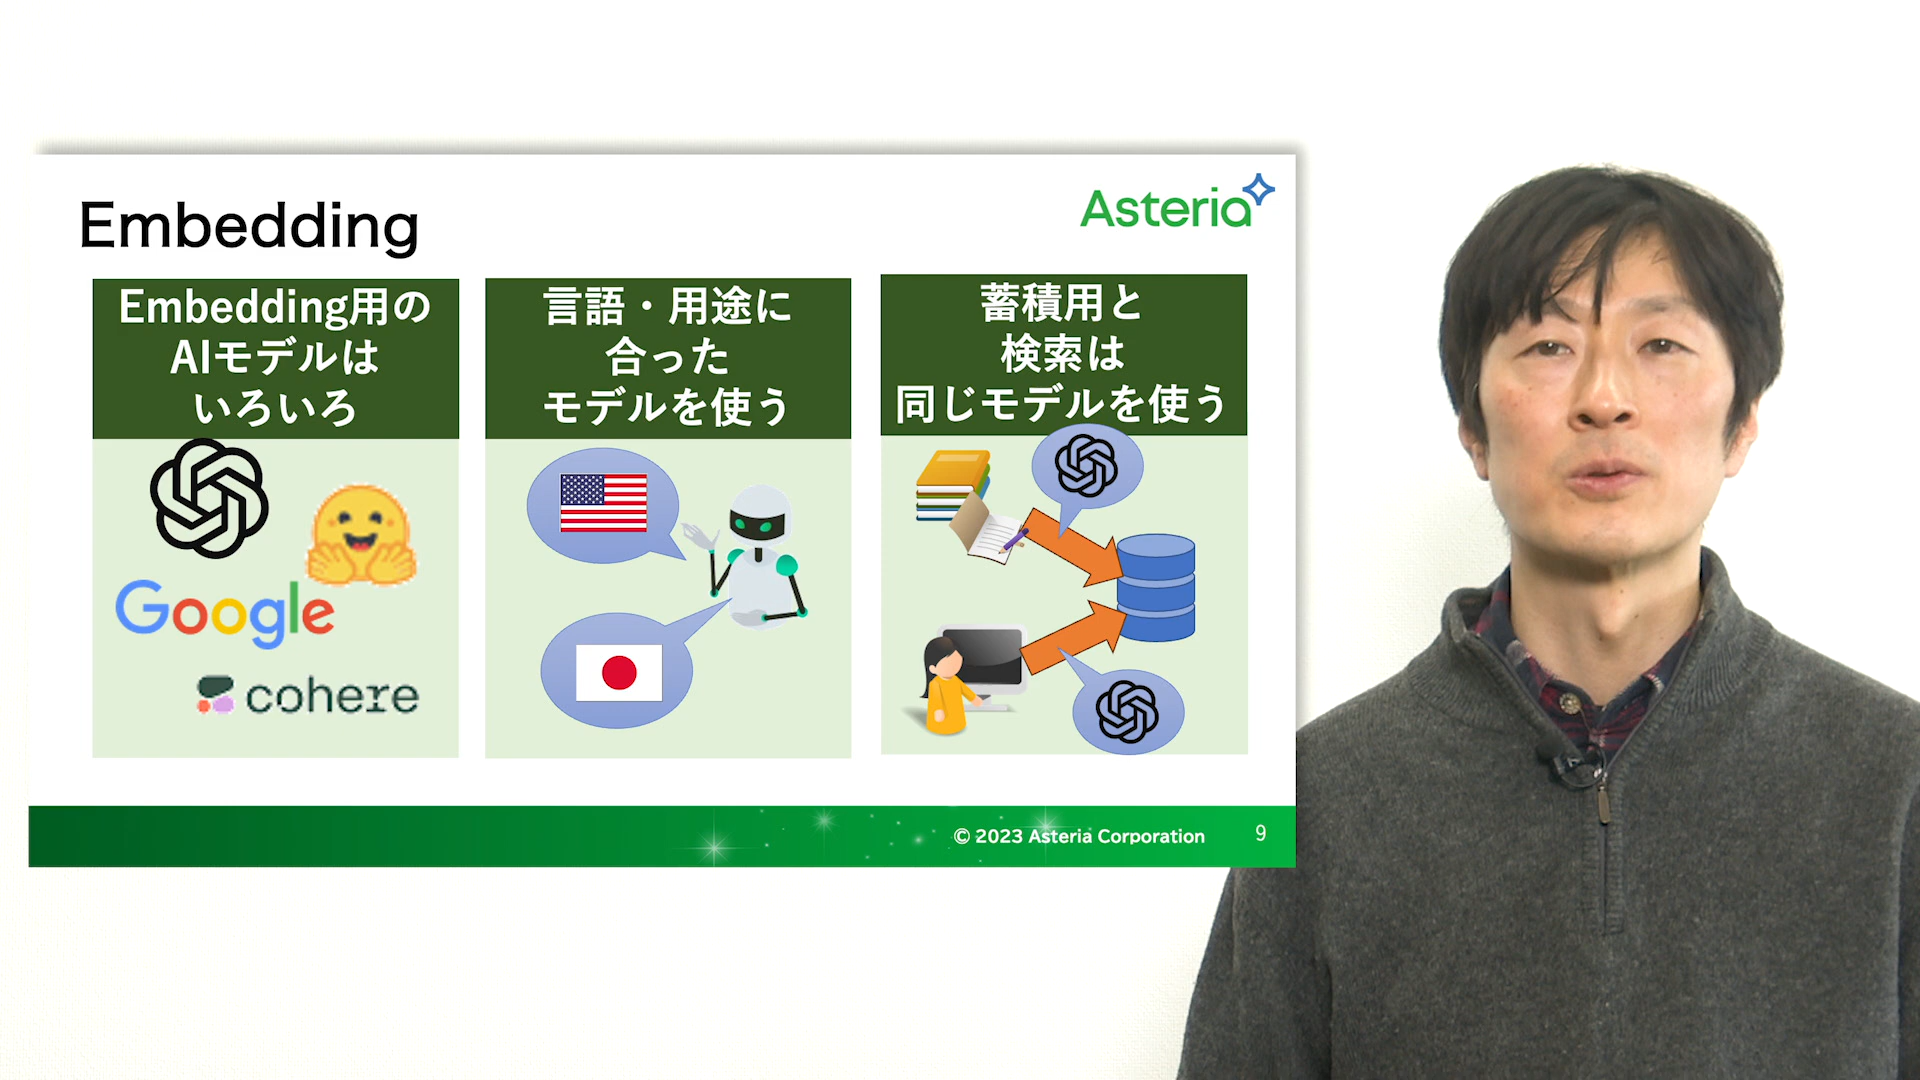 Embedding
Asteria
Embedding用の
AIモデルは
いろいろ
Google
cohere
言語・用途に
合った
モデルを使う
蓄積用と
検索は
同じモデルを使う
© 2023 Asteria Corporation
9